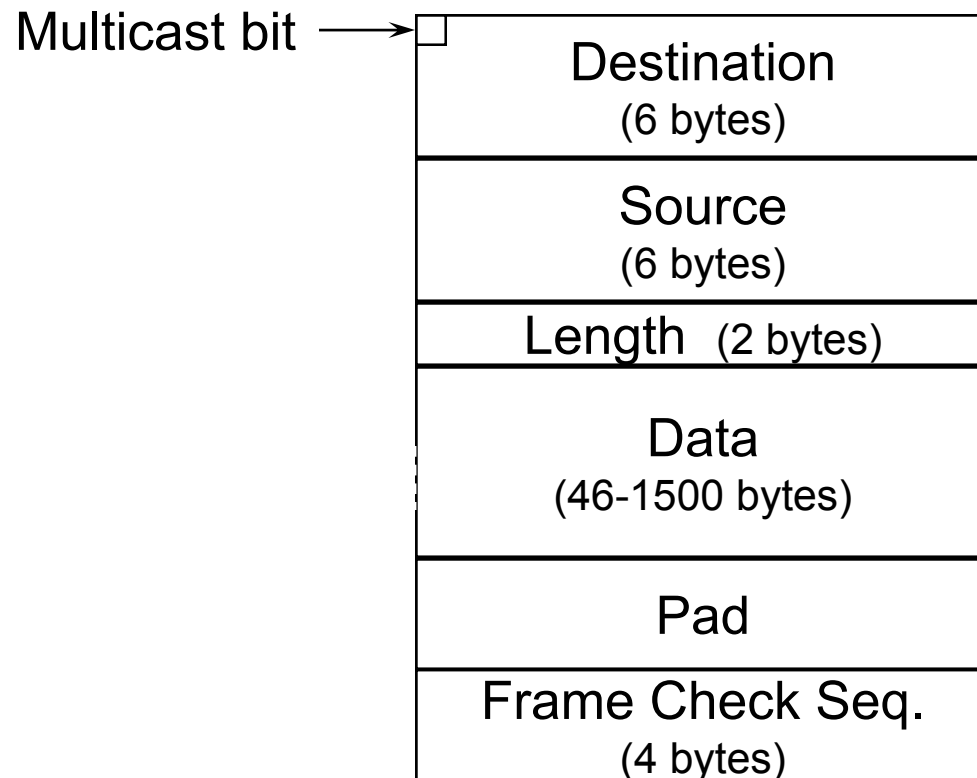 Multicast bit
Destination
(6 bytes)
Source
(6 bytes)
Length (2 bytes)
Data
(46-1500 bytes)
Pad
Frame Check Seq.
(4 bytes)